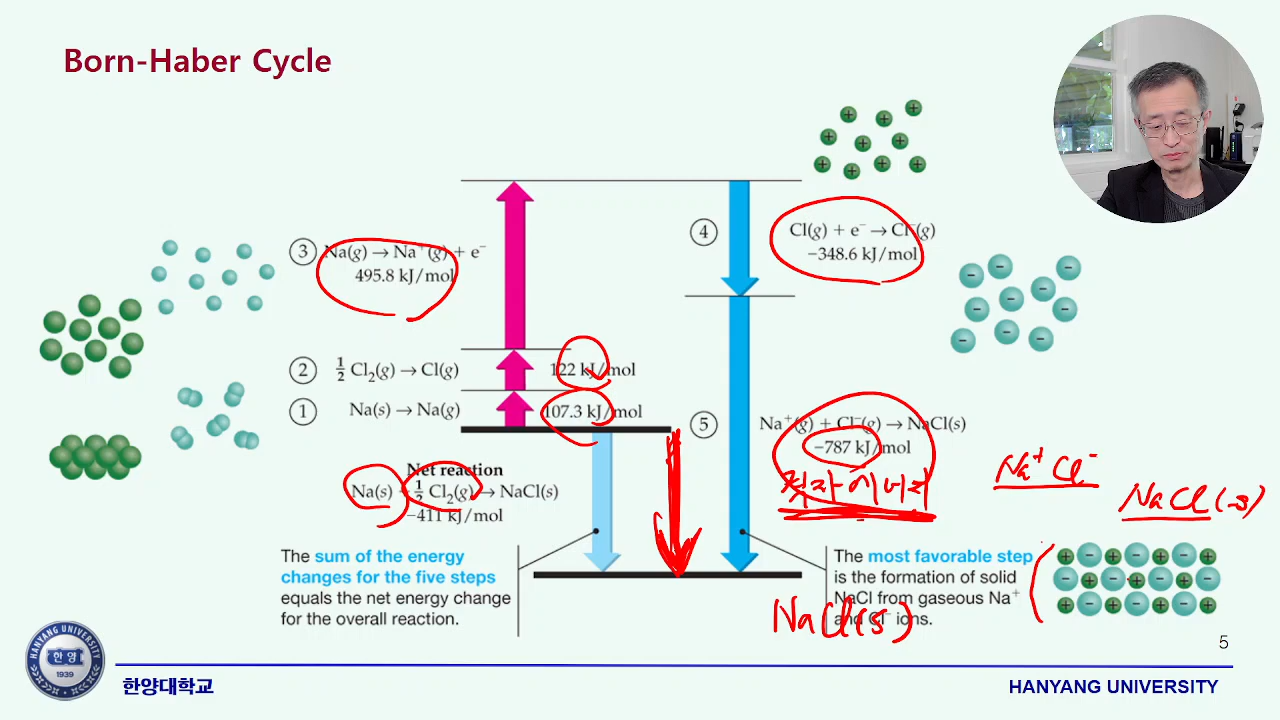 Born-Haber Cycle
③ Na(g) → Na⁺(g) + e⁻
495.8 kJ/mol
② ½ Cl₂(g) → Cl(g)
122 kJ/mol
① Na(s) → Na(g)
107.3 kJ/mol
Net reaction
Na(s) + ½ Cl₂(g) → NaCl(s)
−411 kJ/mol
The sum of the energy
changes for the five steps
equals the net energy change
for the overall reaction.
④ Cl(g) + e⁻ → Cl⁻(g)
−348.6 kJ/mol
⑤ Na⁺(g) + Cl⁻(g) → NaCl(s)
−787 kJ/mol
격자에너지
Na⁺ Cl⁻
NaCl(s)
The most favorable step
is the formation of solid
NaCl from gaseous Na⁺
and Cl⁻ ions.
NaCl(s)
5
HANYANG UNIVERSITY
한양
1939
한양대학교
HANYANG UNIVERSITY